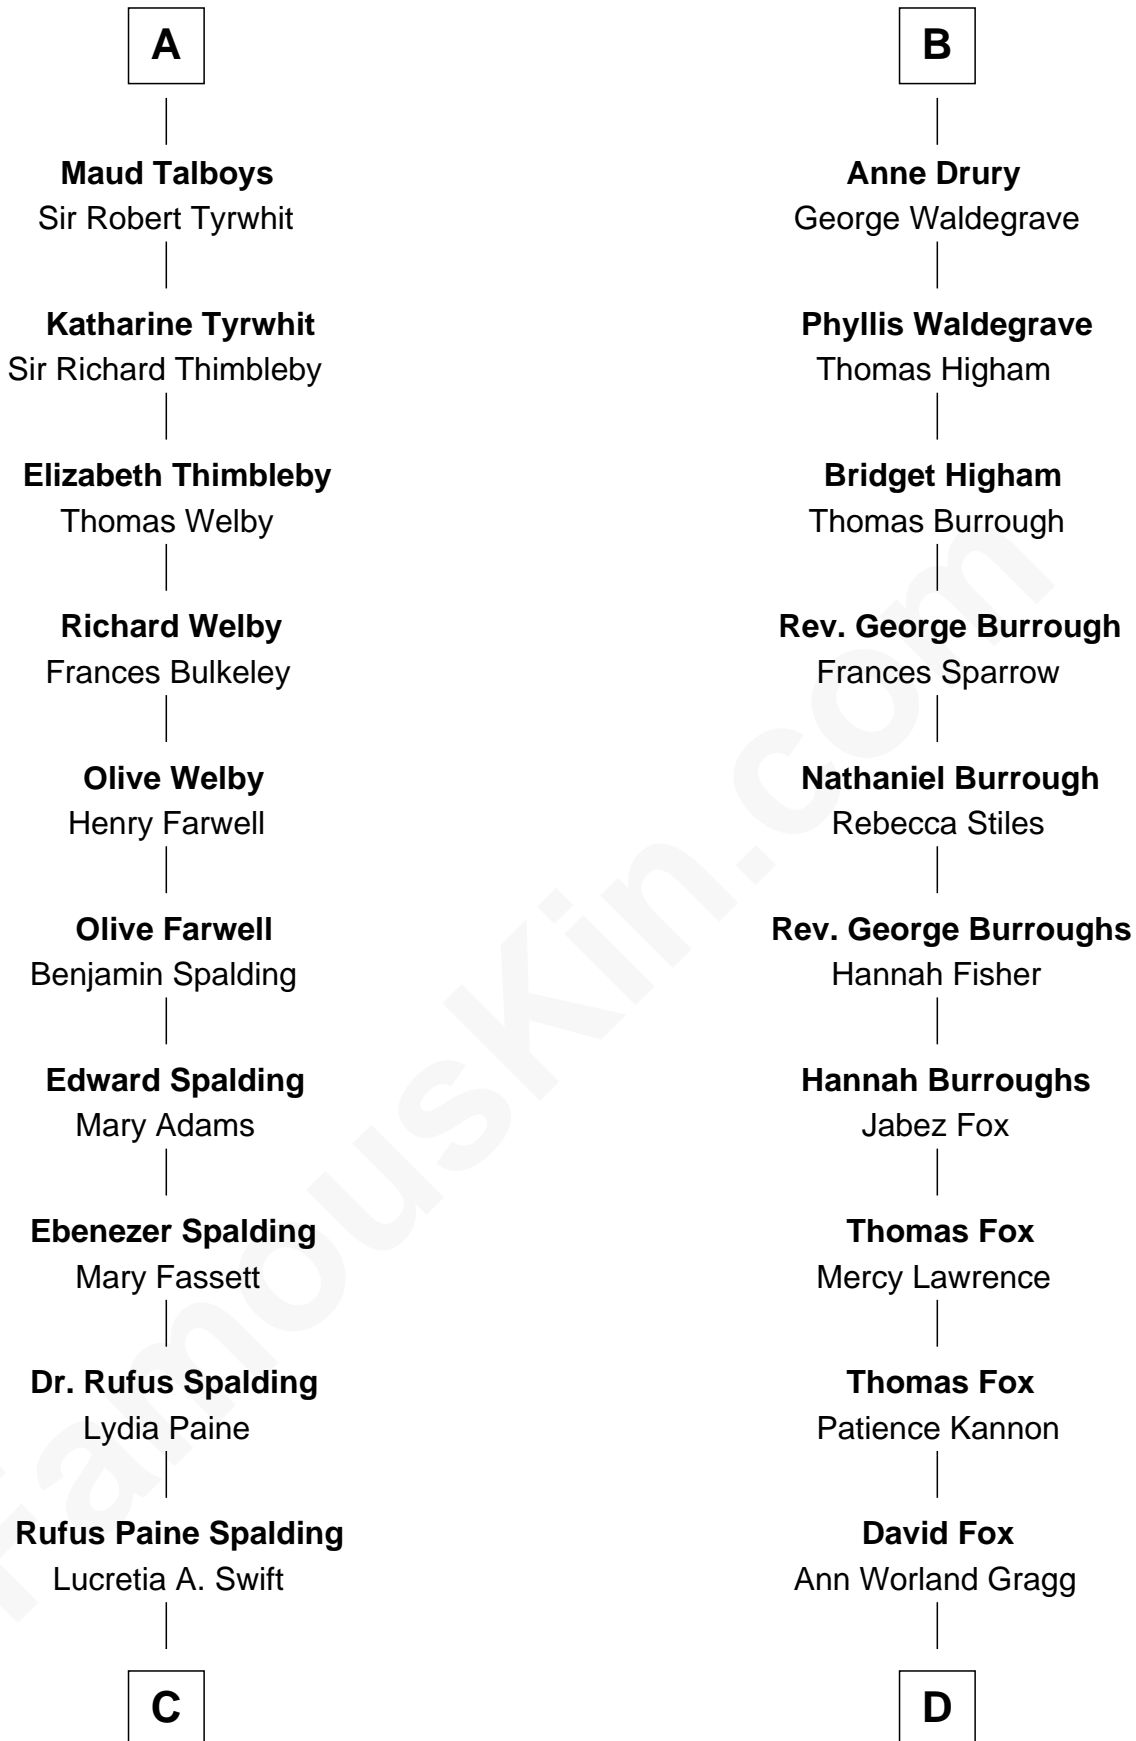 A
Maud Talboys
Sir Robert Tyrwhit
Katharine Tyrwhit
Sir Richard Thimbleby
Elizabeth Thimbleby
Thomas Welby
Richard Welby
Frances Bulkeley
Olive Welby
Henry Farwell
Olive Farwell
Benjamin Spalding
Edward Spalding
Mary Adams
Ebenezer Spalding
Mary Fassett
Dr. Rufus Spalding
Lydia Paine
Rufus Paine Spalding
Lucretia A. Swift
C
B
Anne Drury
George Waldegrave
Phyllis Waldegrave
Thomas Higham
Bridget Higham
Thomas Burrough
Rev. George Burrough
Frances Sparrow
Nathaniel Burrough
Rebecca Stiles
Rev. George Burroughs
Hannah Fisher
Hannah Burroughs
Jabez Fox
Thomas Fox
Mercy Lawrence
Thomas Fox
Patience Kannon
David Fox
Ann Worland Gragg
D
FamousKin.com